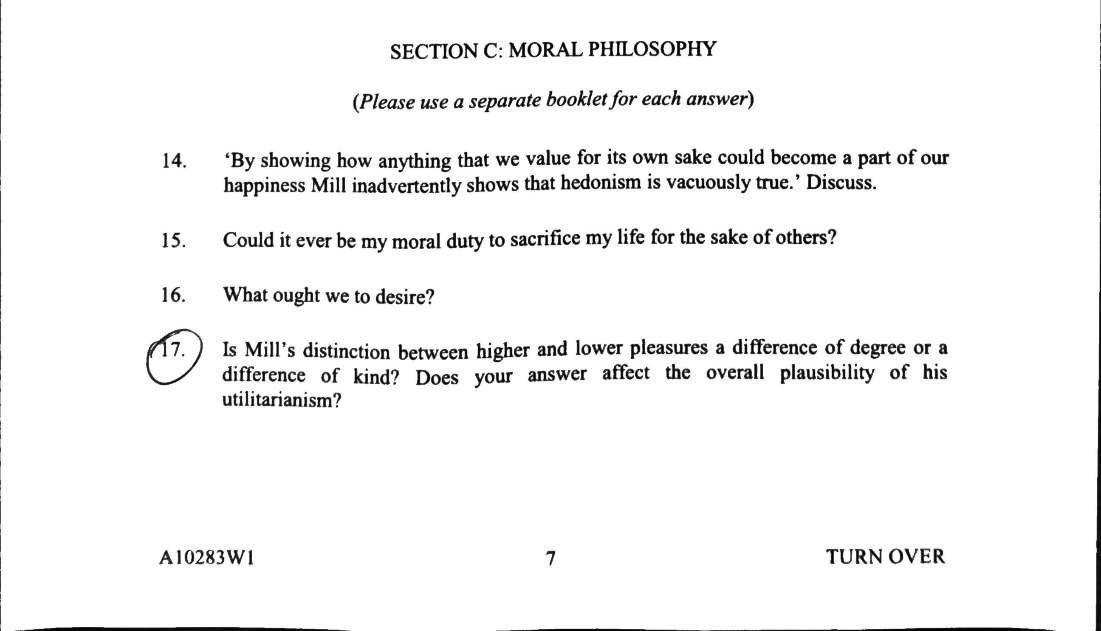 SECTION C: MORAL PHILOSOPHY
(Please use a separate booklet for each answer)
14. ‘By showing how anything that we value for its own sake could become a part of our
happiness Mill inadvertently shows that hedonism is vacuously true.’ Discuss.
15. Could it ever be my moral duty to sacrifice my life for the sake of others?
16. What ought we to desire?
17. Is Mill’s distinction between higher and lower pleasures a difference of degree or a
difference of kind? Does your answer affect the overall plausibility of his
utilitarianism?
A10283W1 7 TURN OVER